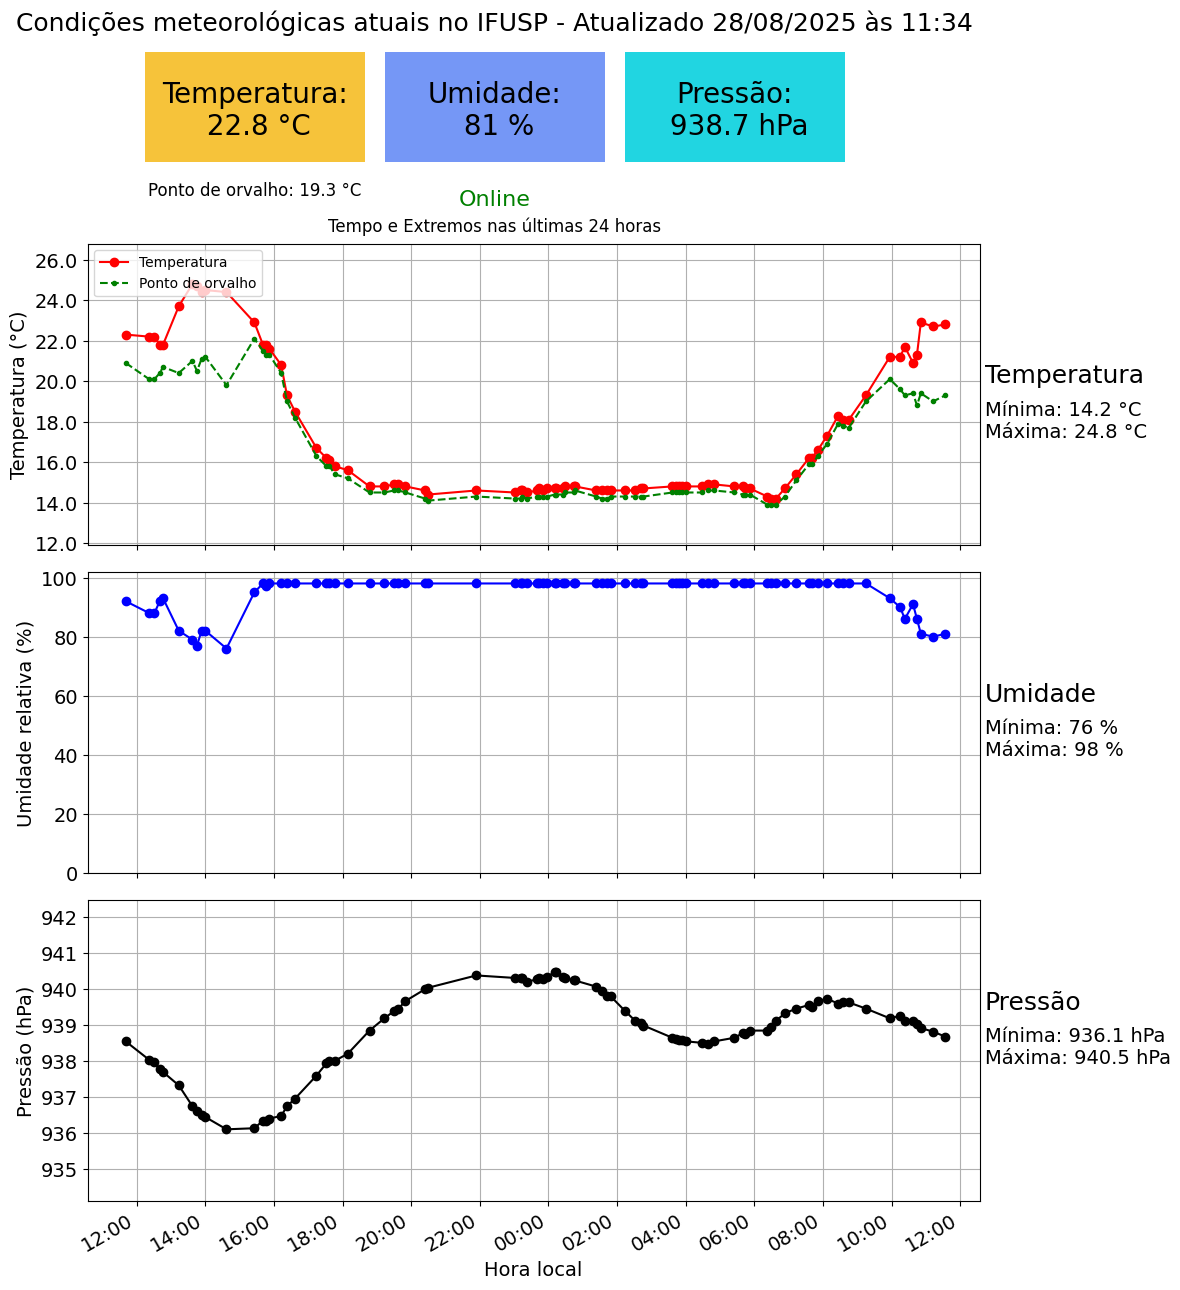 Condições meteorológicas atuais no IFUSP - Atualizado 28/08/2025 às 11:34
Temperatura:
22.8 °C
Umidade:
81 %
Pressão:
938.7 hPa
Ponto de orvalho: 19.3 °C
Online
Tempo e Extremos nas últimas 24 horas
Temperatura
Ponto de orvalho
Temperatura (°C)
26.0
24.0
22.0
20.0
18.0
16.0
14.0
12.0
Temperatura
Mínima: 14.2 °C
Máxima: 24.8 °C
Umidade relativa (%)
100
80
60
40
20
0
Umidade
Mínima: 76 %
Máxima: 98 %
Pressão (hPa)
942
941
940
939
938
937
936
935
Pressão
Mínima: 936.1 hPa
Máxima: 940.5 hPa
12:00 14:00 16:00 18:00 20:00 22:00 00:00 02:00 04:00 06:00 08:00 10:00 12:00
Hora local